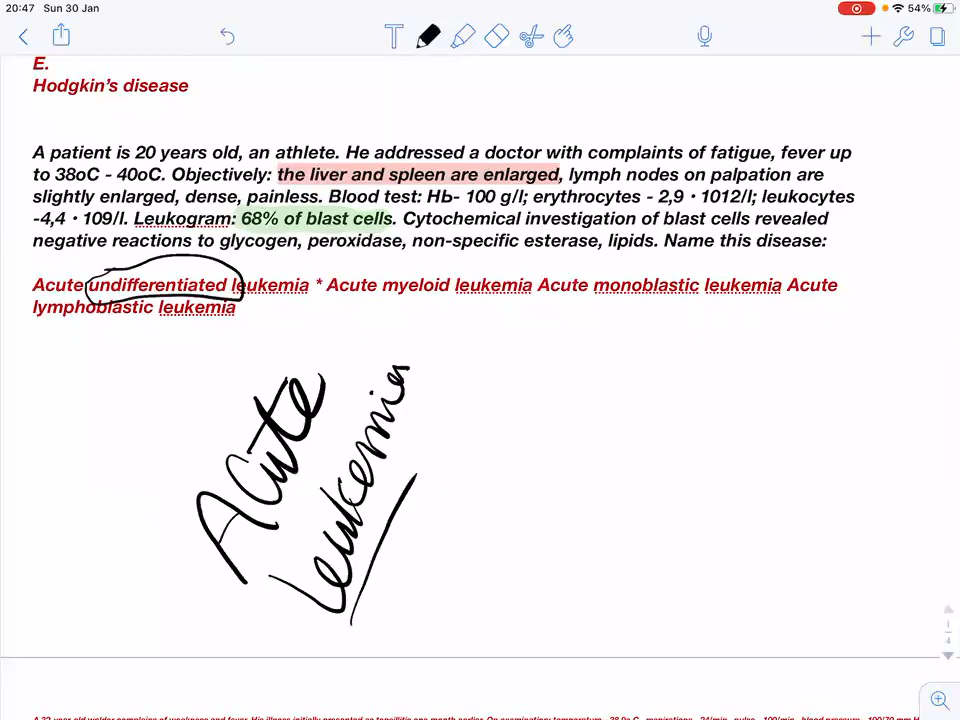 20:47 Sun 30 Jan
54%
E.
Hodgkin's disease
A patient is 20 years old, an athlete. He addressed a doctor with complaints of fatigue, fever up
to 38oC - 40oC. Objectively: the liver and spleen are enlarged, lymph nodes on palpation are
slightly enlarged, dense, painless. Blood test: HЬ- 100 g/l; erythrocytes - 2,9 • 1012/l; leukocytes
-4,4 • 109/l. Leukogram: 68% of blast cells. Cytochemical investigation of blast cells revealed
negative reactions to glycogen, peroxidase, non-specific esterase, lipids. Name this disease:
Acute undifferentiated leukemia * Acute myeloid leukemia Acute monoblastic leukemia Acute
lymphoblastic leukemia
Acute
Leukemia
1
4